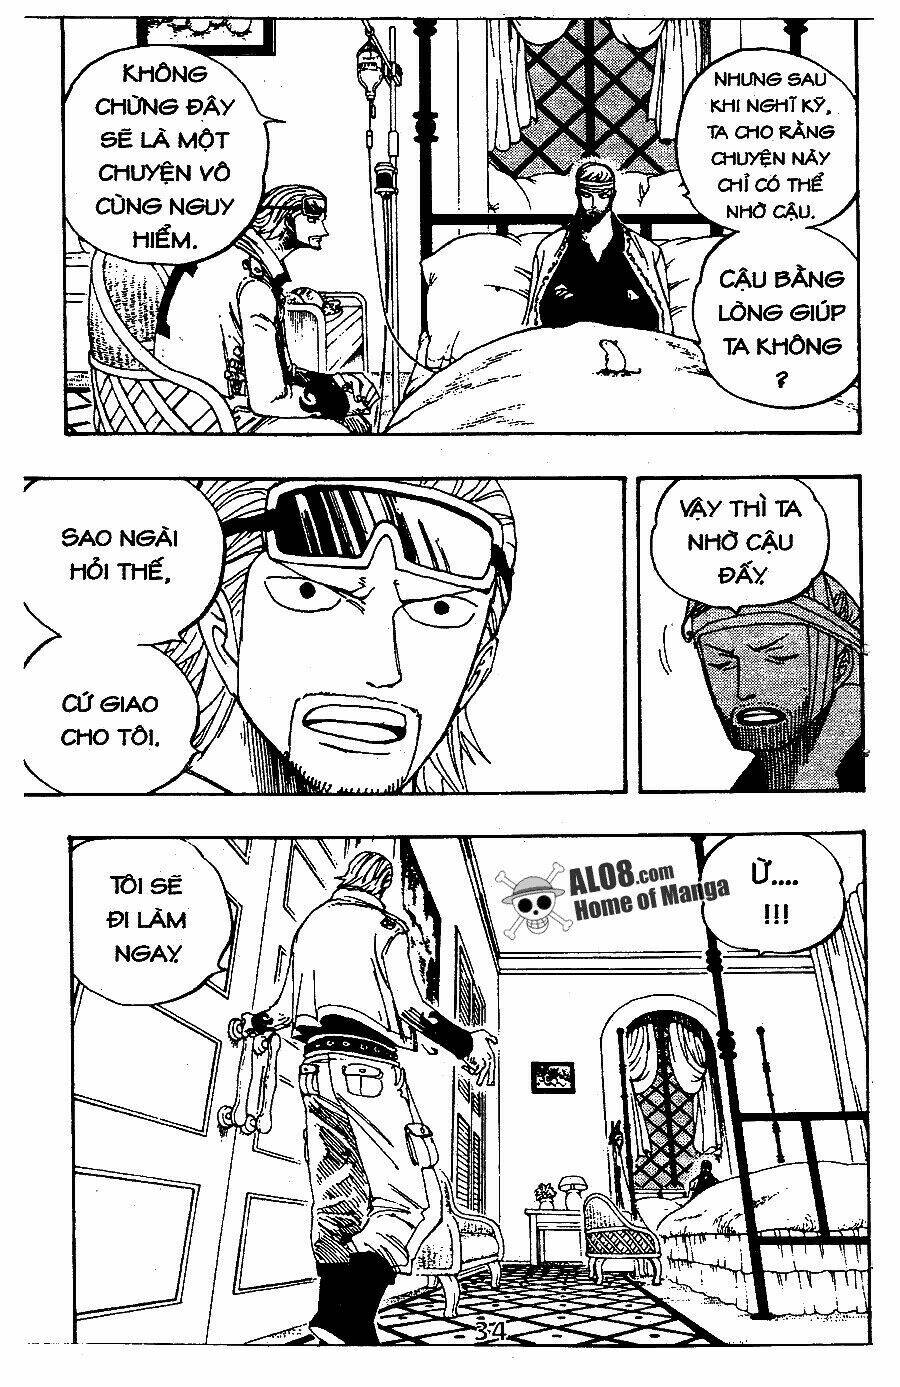 NHƯNG SAU
KHI NGHĨ KỸ,
TA CHO RẰNG
CHUYỆN NÀY
CHỈ CÓ THỂ
NHỜ CẬU.
CẬU BẰNG
LÒNG GIÚP
TA KHÔNG
?
KHÔNG
CHỪNG ĐÂY
SẼ LÀ MỘT
CHUYỆN VÔ
CÙNG NGUY
HIỂM.
VẬY THÌ TA
NHỜ CẬU
ĐẤY.
SAO NGÀI
HỎI THẾ,
CỨ GIAO
CHO TÔI.
Ừ....
!!!
TÔI SẼ
ĐI LÀM
NGAY.
ALO8.com
Home of Manga
34